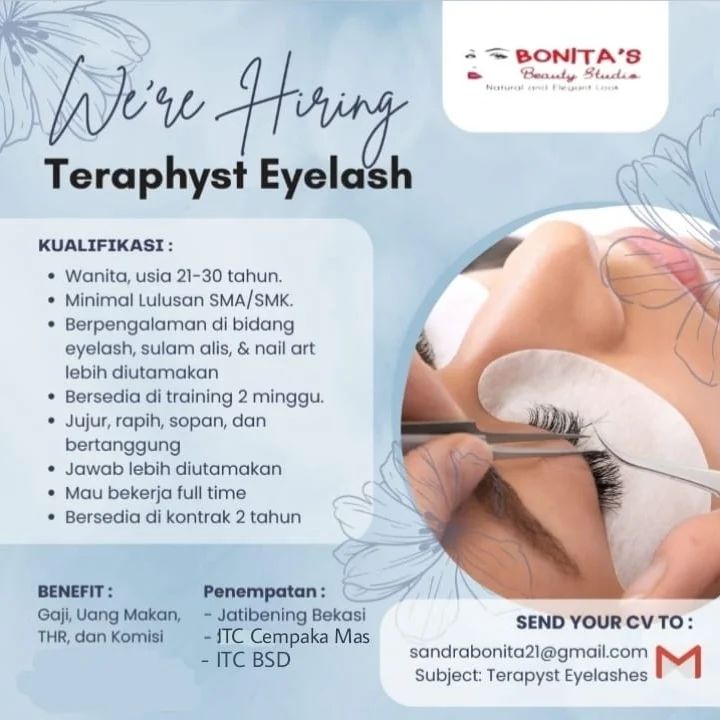 BONITA'S
Beauty Studio
Natural and Elegant Look
We're Hiring
Teraphyst Eyelash
KUALIFIKASI :
• Wanita, usia 21-30 tahun.
• Minimal Lulusan SMA/SMK.
• Berpengalaman di bidang
eyelash, sulam alis, & nail art
lebih diutamakan
• Bersedia di training 2 minggu.
• Jujur, rapih, sopan, dan
bertanggung
• Jawab lebih diutamakan
• Mau bekerja full time
• Bersedia di kontrak 2 tahun
BENEFIT :
Gaji, Uang Makan,
THR, dan Komisi
Penempatan :
- Jatibening Bekasi
- ITC Cempaka Mas
- ITC BSD
SEND YOUR CV TO :
sandrabonita21@gmail.com
Subject: Terapyst Eyelashes